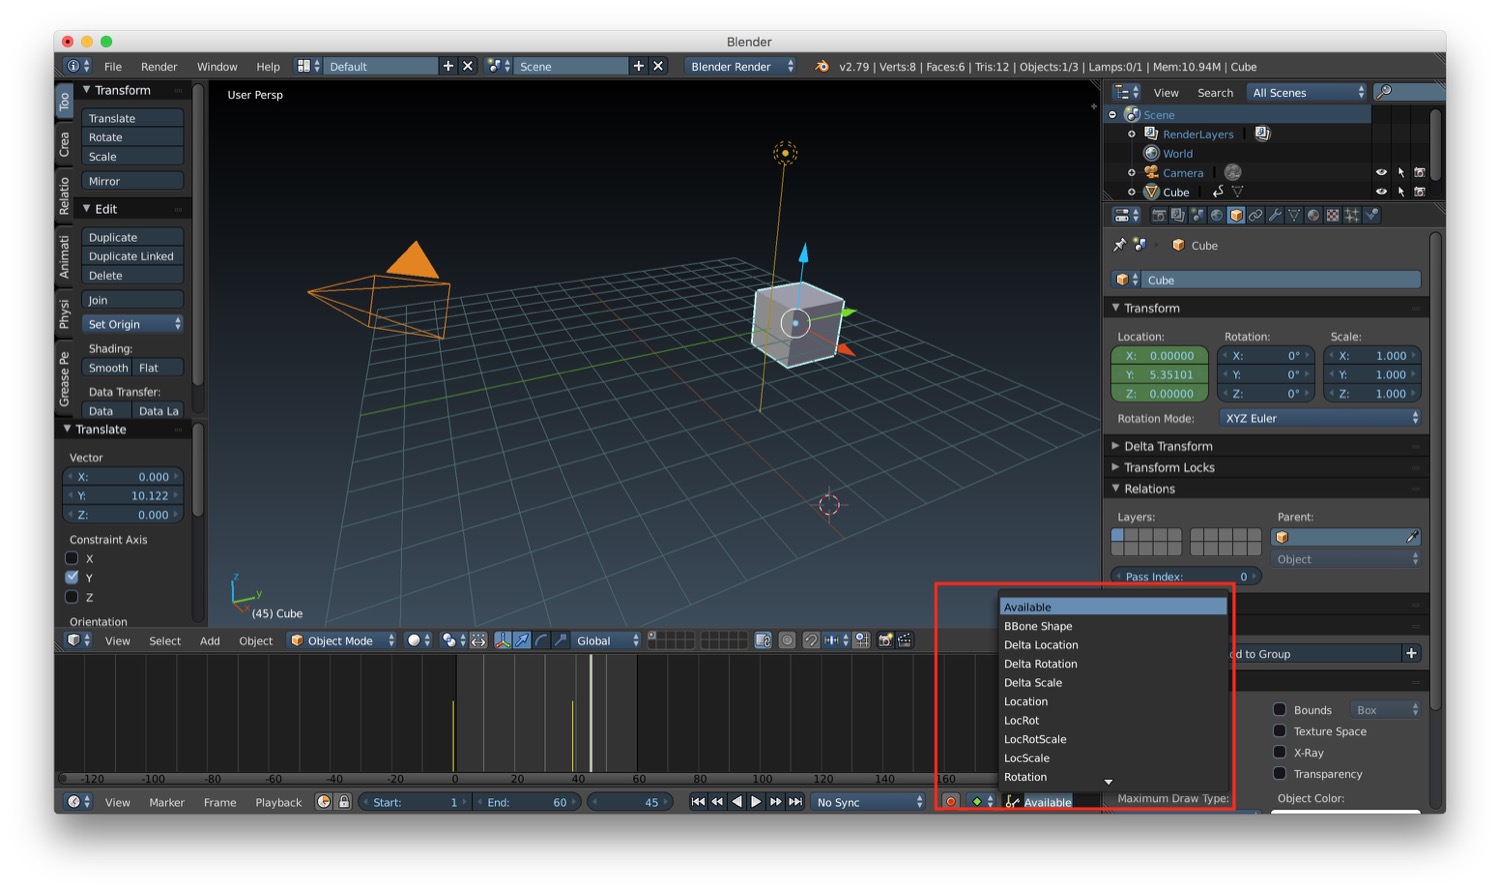 Blender
File Render Window Help Default Scene Blender Render v2.79 | Verts:8 | Faces:6 | Tris:12 | Objects:1/3 | Lamps:0/1 | Mem:10.94M | Cube
Too
Crea
Relatio
Animati
Physi
Grease Pe
Transform
Translate
Rotate
Scale
Mirror
Edit
Duplicate
Duplicate Linked
Delete
Join
Set Origin
Shading:
Smooth Flat
Data Transfer:
Data Data La
Translate
Vector
X: 0.000
Y: 10.122
Z: 0.000
Constraint Axis
X
Y
Z
Orientation
User Persp
z
y
x
(45) Cube
View Select Add Object Object Mode Global
-120 -100 -80 -60 -40 -20 0 20 40 60 80 100 120 140 160
View Marker Frame Playback Start: 1 End: 60 45 No Sync Available
Available
BBone Shape
Delta Location
Delta Rotation
Delta Scale
Location
LocRot
LocRotScale
LocScale
Rotation
View Search All Scenes
Scene
RenderLayers
World
Camera
Cube
Cube
Cube
Transform
Location: Rotation: Scale:
X: 0.00000 X: 0° X: 1.000
Y: 5.35101 Y: 0° Y: 1.000
Z: 0.00000 Z: 0° Z: 1.000
Rotation Mode: XYZ Euler
Delta Transform
Transform Locks
Relations
Layers: Parent:
Object
Pass Index: 0
dd to Group
Bounds Box
Texture Space
X-Ray
Transparency
Maximum Draw Type: Object Color: